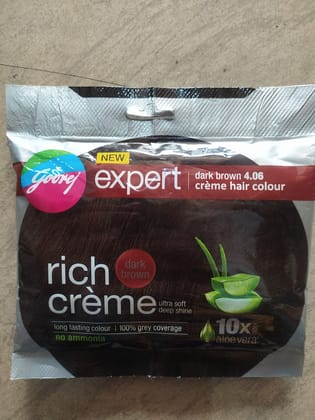 NEW
Godrej expert
dark brown 4.06
crème hair colour
rich
dark
brown
crème
ultra soft
deep shine
long lasting colour | 100% grey coverage
no ammonia
10x
aloe vera